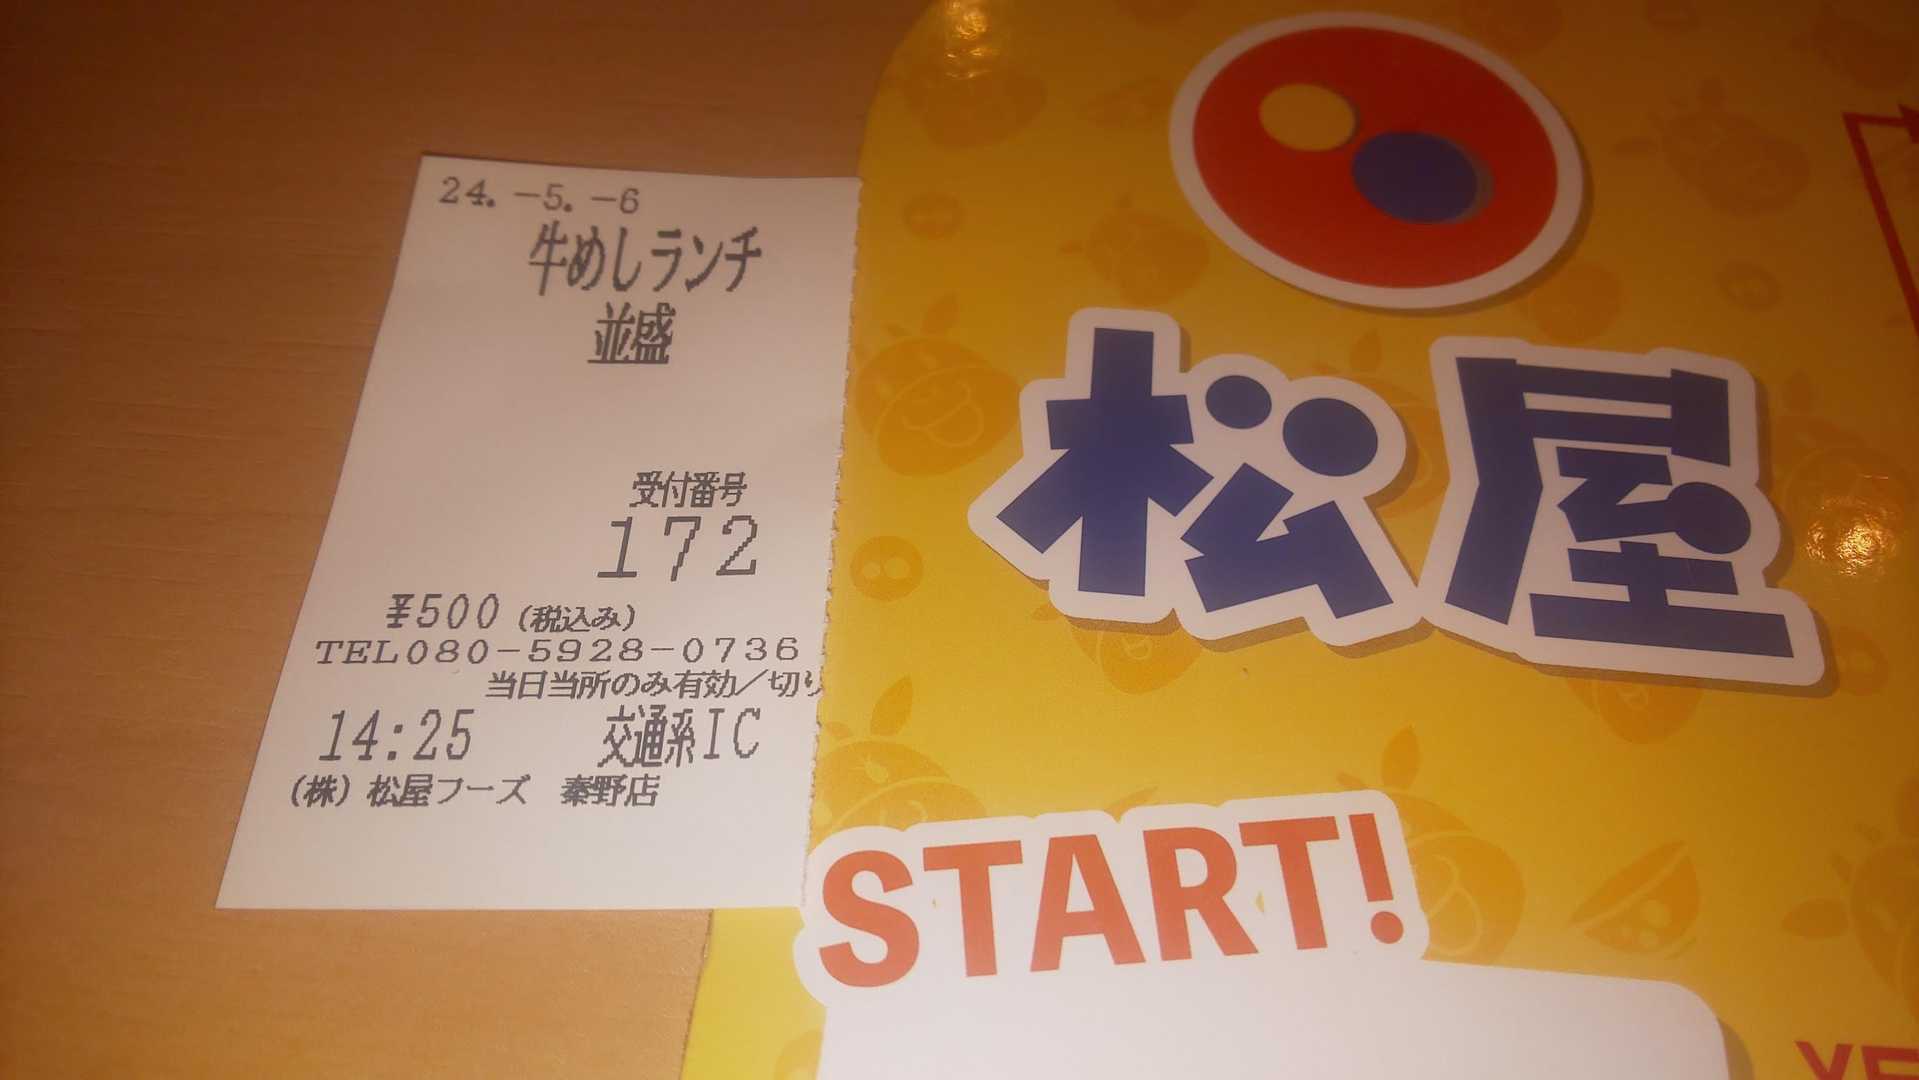 24.-5.-6
牛めしランチ
並盛
受付番号
172
¥500(税込み)
TEL080-5928-0736
当日当所のみ有効/切り
14:25 交通系IC
(株)松屋フーズ 秦野店
松屋
START!